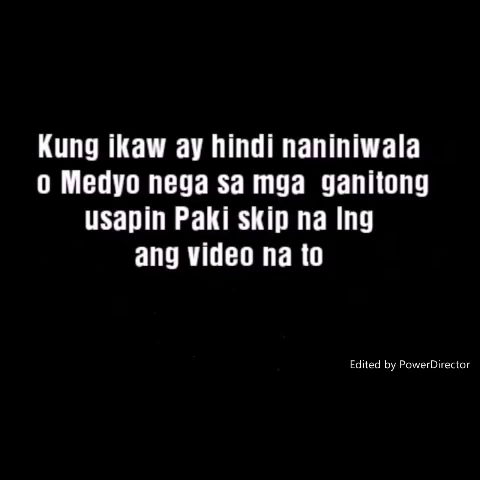 Kung ikaw ay hindi naniniwala
o Medyo nega sa mga ganitong
usapin Paki skip na lng
ang video na to
Edited by PowerDirector